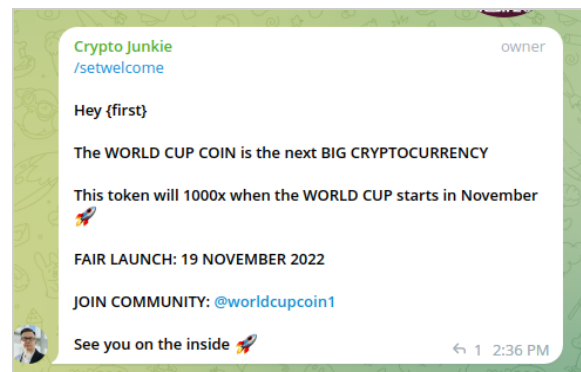 Crypto Junkie owner
/setwelcome
Hey {first}
The WORLD CUP COIN is the next BIG CRYPTOCURRENCY
This token will 1000x when the WORLD CUP starts in November
🚀
FAIR LAUNCH: 19 NOVEMBER 2022
JOIN COMMUNITY: @worldcupcoin1
See you on the inside 🚀
1 2:36 PM